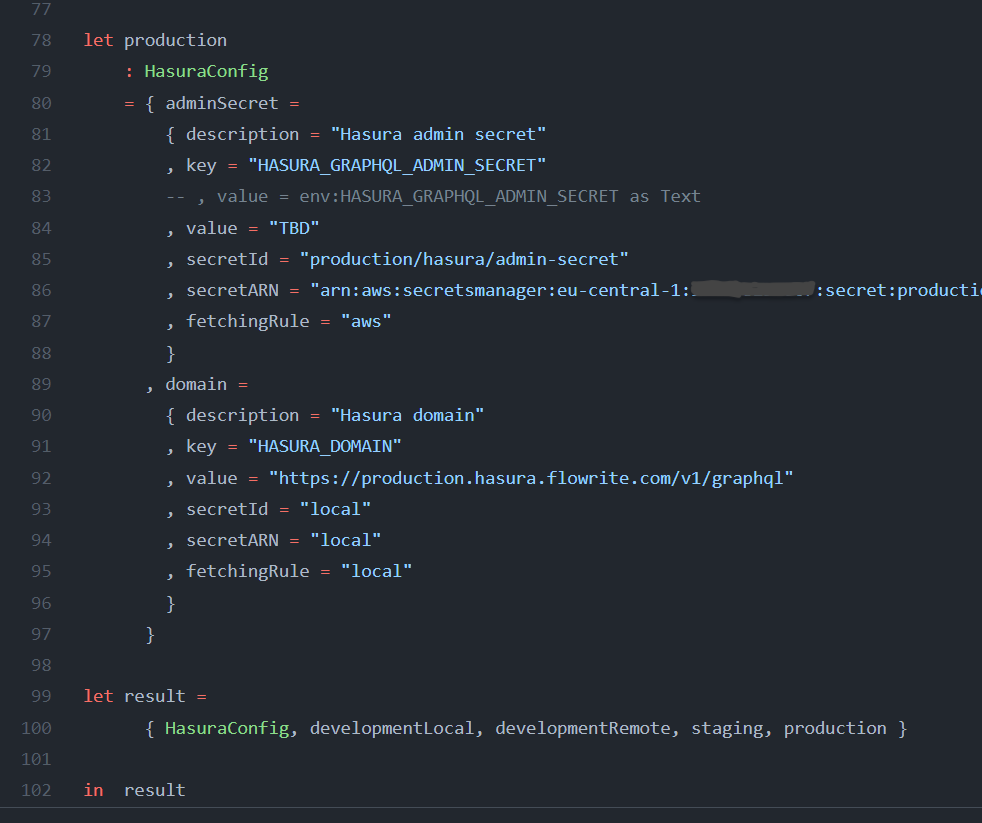 77
78 let production
79 : HasuraConfig
80 = { adminSecret =
81 { description = "Hasura admin secret"
82 , key = "HASURA_GRAPHQL_ADMIN_SECRET"
83 -- , value = env:HASURA_GRAPHQL_ADMIN_SECRET as Text
84 , value = "TBD"
85 , secretId = "production/hasura/admin-secret"
86 , secretARN = "arn:aws:secretsmanager:eu-central-1: :secret:producti
87 , fetchingRule = "aws"
88 }
89 , domain =
90 { description = "Hasura domain"
91 , key = "HASURA_DOMAIN"
92 , value = "https://production.hasura.flowrite.com/v1/graphql"
93 , secretId = "local"
94 , secretARN = "local"
95 , fetchingRule = "local"
96 }
97 }
98
99 let result =
100 { HasuraConfig, developmentLocal, developmentRemote, staging, production }
101
102 in result